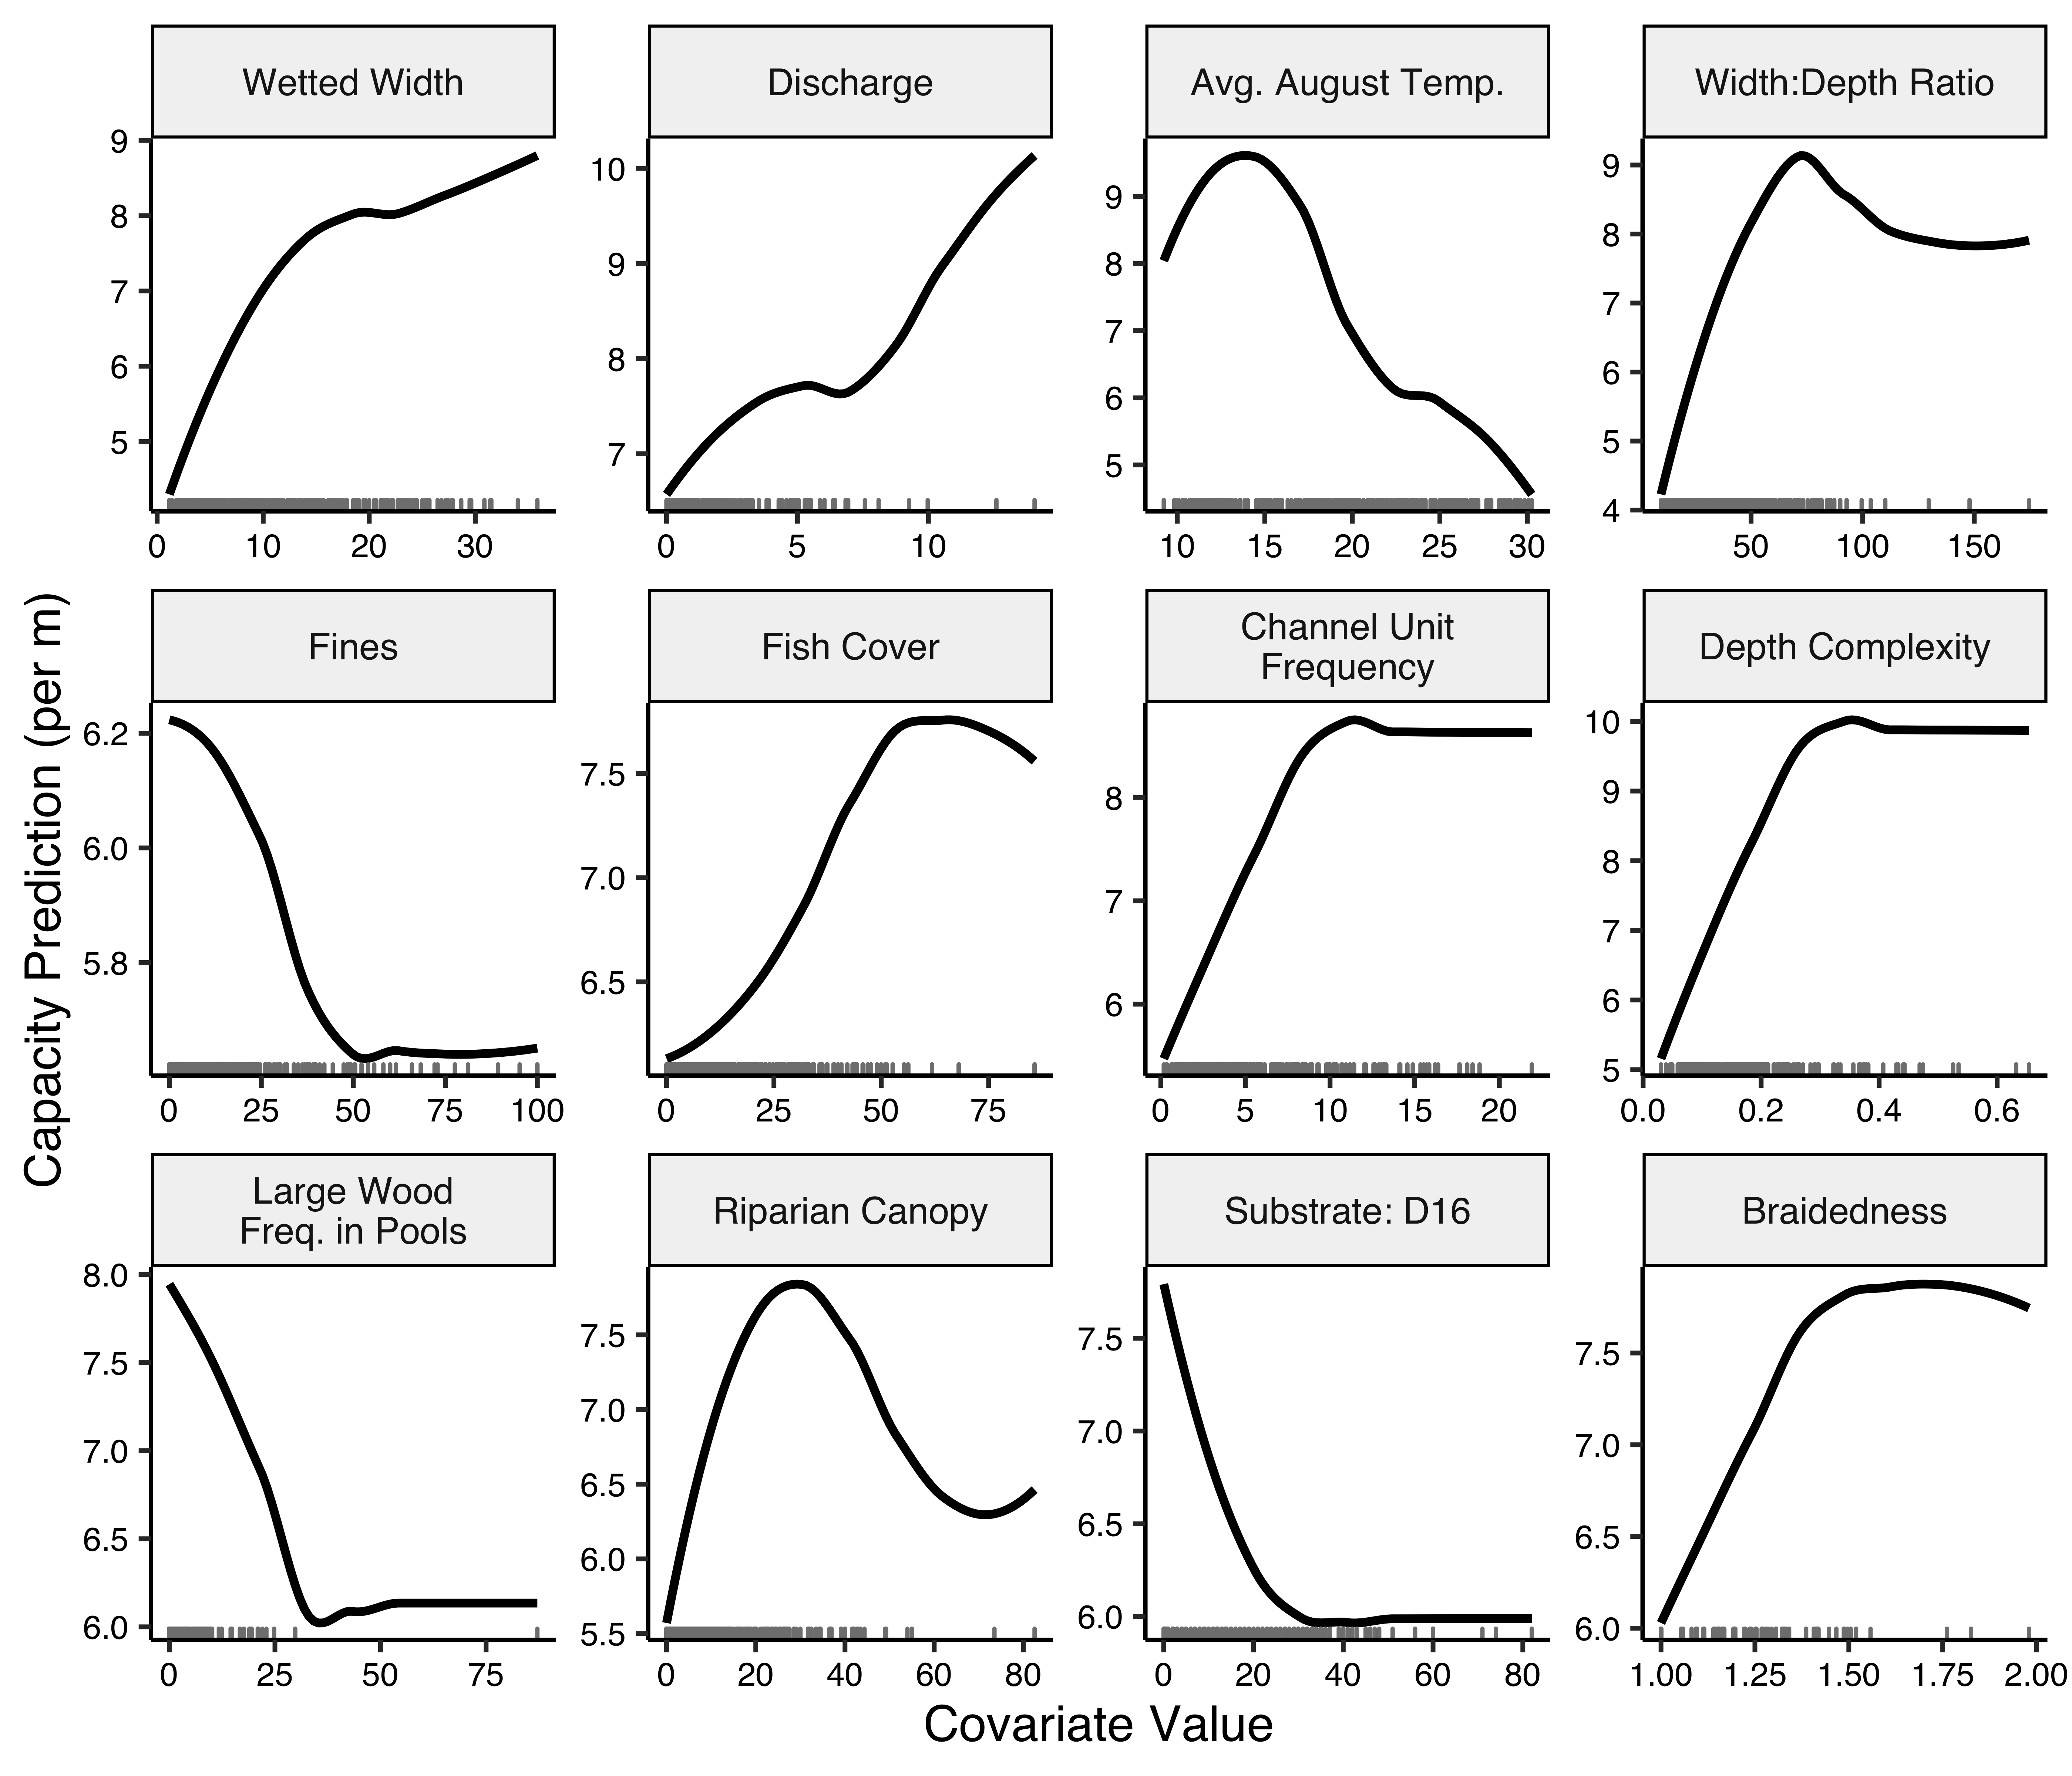 Wetted Width
Discharge
Avg. August Temp.
Width:Depth Ratio
9
8
7
6
5
0 10 20 30
10
9
8
7
0 5 10
9
8
7
6
5
10 15 20 25 30
9
8
7
6
5
4
50 100 150
Capacity Prediction (per m)
Fines
Fish Cover
Channel Unit
Frequency
Depth Complexity
6.2
6.0
5.8
0 25 50 75 100
7.5
7.0
6.5
0 25 50 75
8
7
6
0 5 10 15 20
10
9
8
7
6
5
0.0 0.2 0.4 0.6
Large Wood
Freq. in Pools
Riparian Canopy
Substrate: D16
Braidedness
8.0
7.5
7.0
6.5
6.0
0 25 50 75
7.5
7.0
6.5
6.0
5.5
0 20 40 60 80
7.5
7.0
6.5
6.0
0 20 40 60 80
7.5
7.0
6.5
6.0
1.00 1.25 1.50 1.75 2.00
Covariate Value